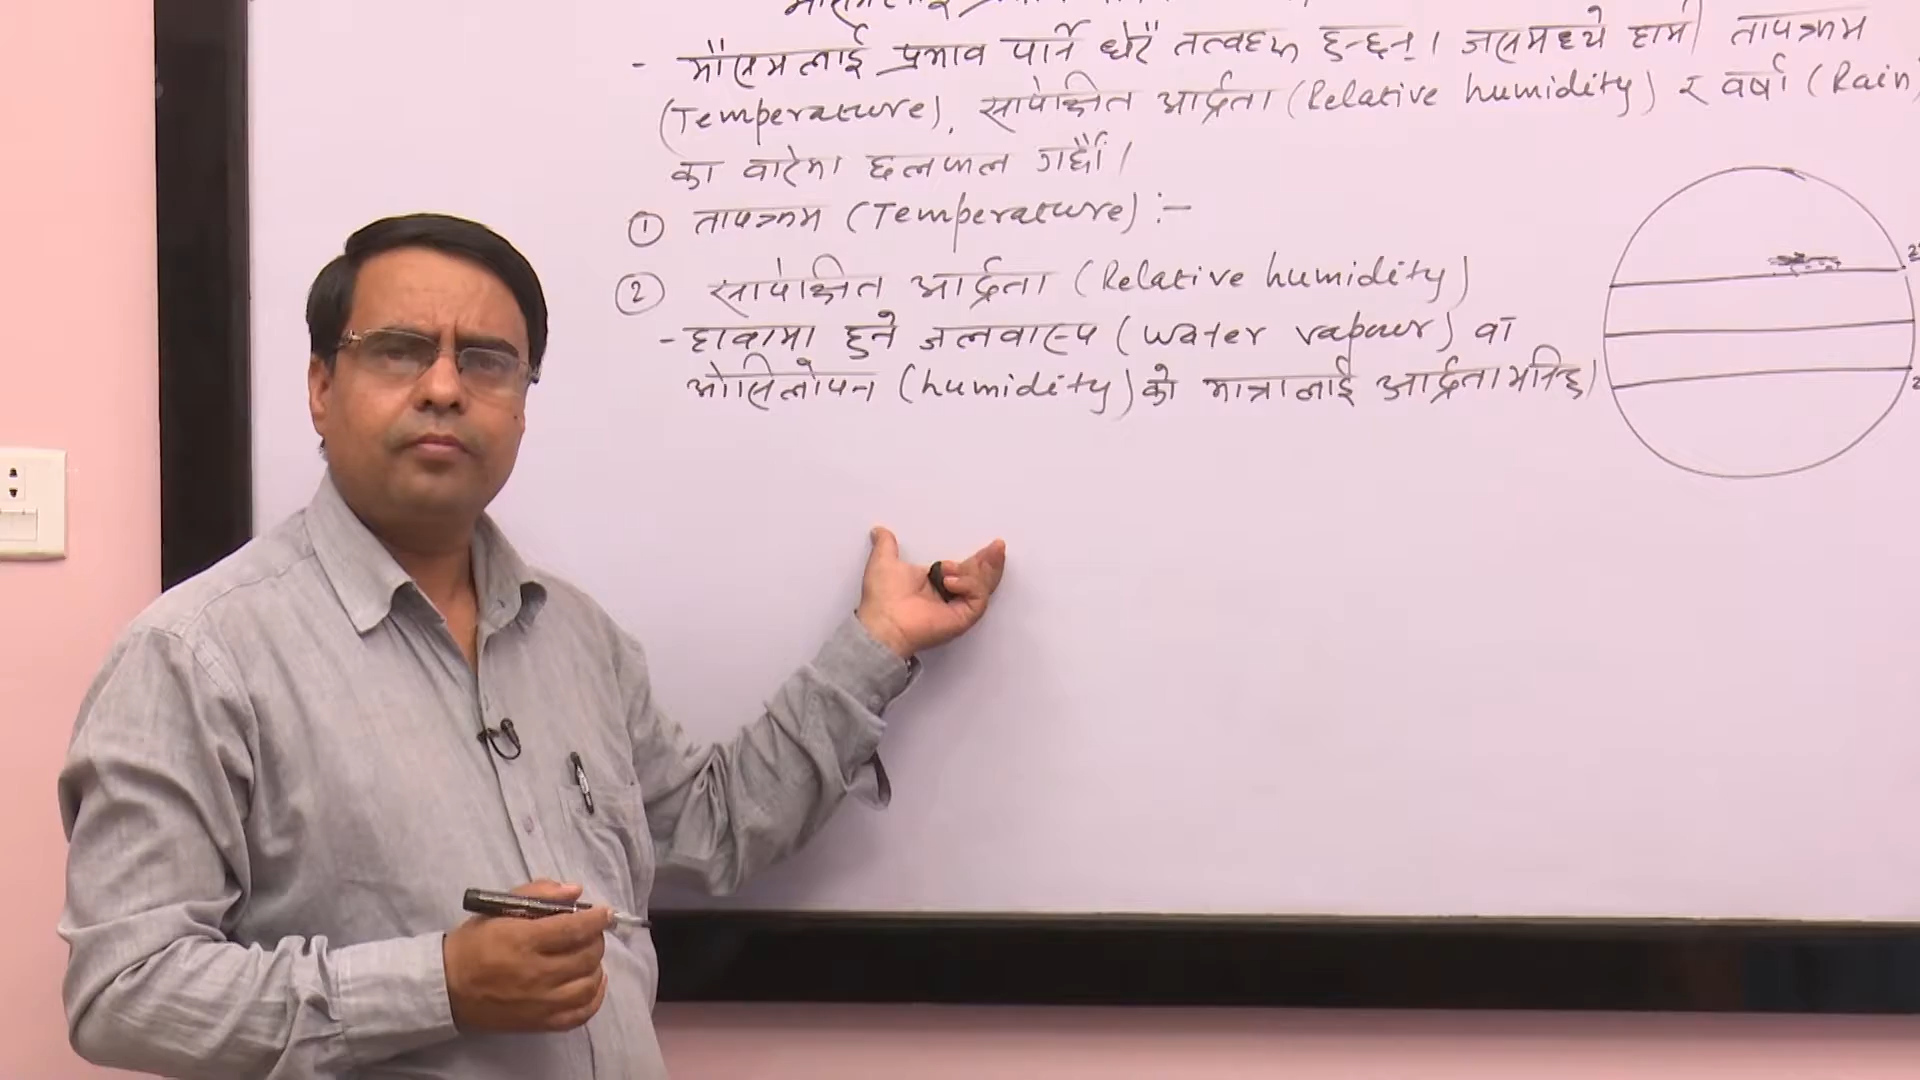 - मौसमलाई प्रभाव पार्ने धेरै तत्वहरू हुन्छन् । जसमध्ये हामी तापक्रम
(Temperature), सापेक्षित आर्द्रता (Relative humidity) र वर्षा (Rain)
का बारेमा छलफल गर्छौं ।
① तापक्रम (Temperature) :-
② सापेक्षित आर्द्रता (Relative humidity)
- हावामा हुने जलवाष्प (water vapour) वा
ओसिलोपन (humidity) को मात्रालाई आर्द्रता भनिन्छ ।